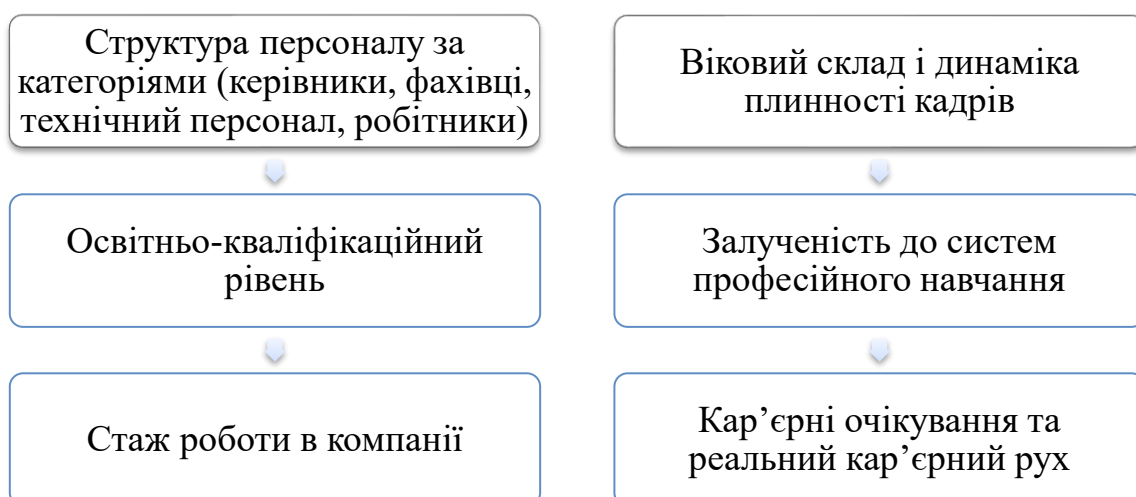 Структура персоналу за
категоріями (керівники, фахівці,
технічний персонал, робітники)
Освітньо-кваліфікаційний
рівень
Стаж роботи в компанії
Віковий склад і динаміка
плинності кадрів
Залученість до систем
професійного навчання
Кар’єрні очікування та
реальний кар’єрний рух